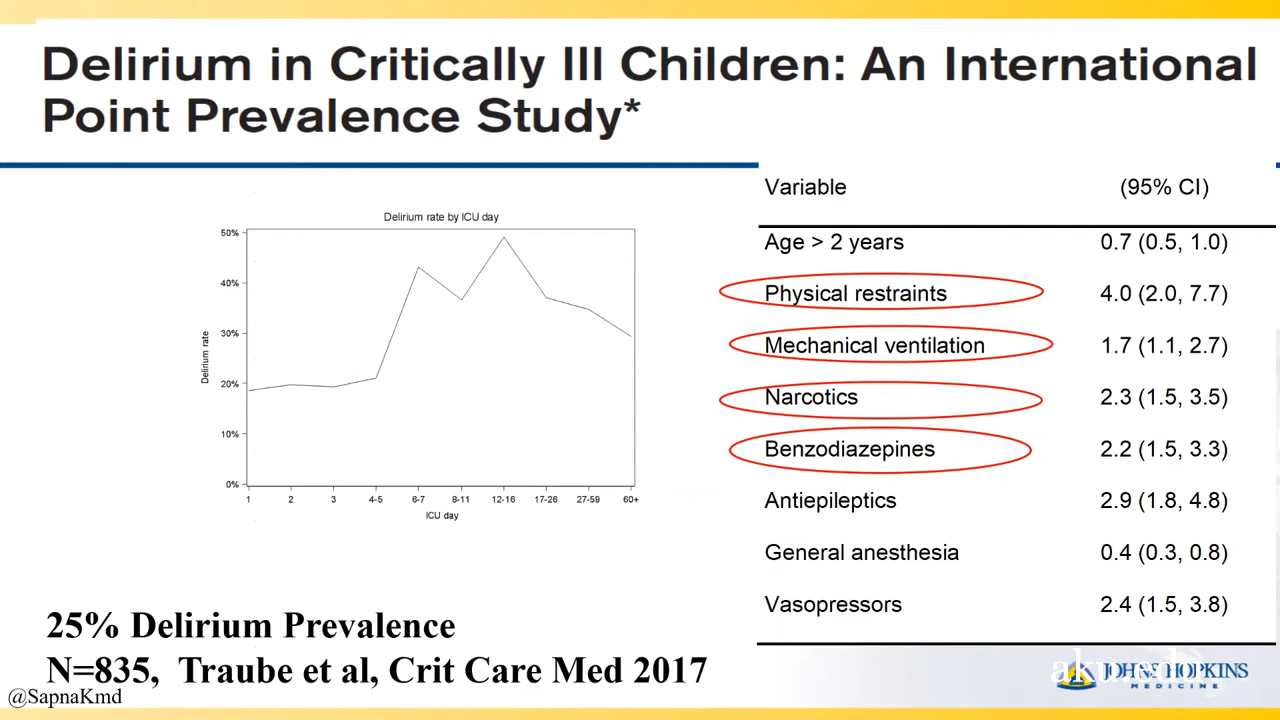 Delirium in Critically Ill Children: An International
Point Prevalence Study*
Delirium rate by ICU day
50%
40%
30%
20%
10%
0%
Delirium rate
1 2 3 4-5 6-7 8-11 12-16 17-26 27-59 60+
ICU day
Variable (95% CI)
Age > 2 years 0.7 (0.5, 1.0)
Physical restraints 4.0 (2.0, 7.7)
Mechanical ventilation 1.7 (1.1, 2.7)
Narcotics 2.3 (1.5, 3.5)
Benzodiazepines 2.2 (1.5, 3.3)
Antiepileptics 2.9 (1.8, 4.8)
General anesthesia 0.4 (0.3, 0.8)
Vasopressors 2.4 (1.5, 3.8)
25% Delirium Prevalence
N=835, Traube et al, Crit Care Med 2017
@SapnaKmd
JOHNS HOPKINS
MEDICINE